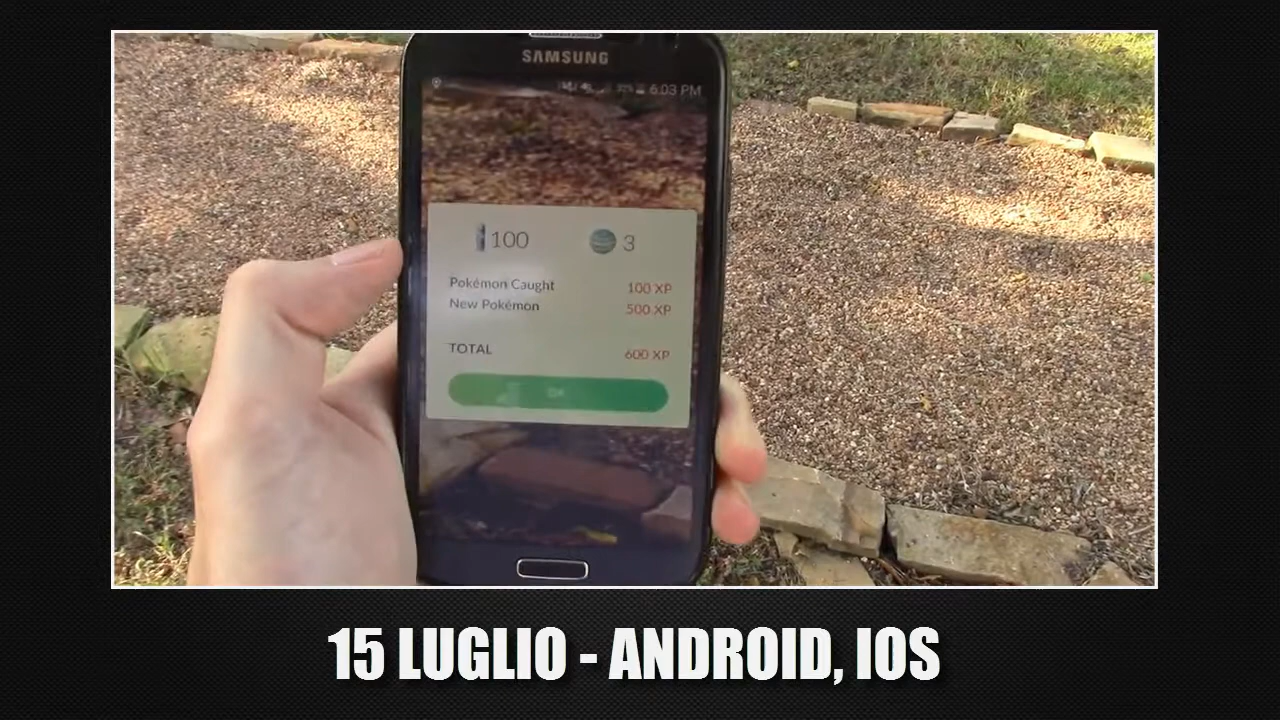 SAMSUNG
6:03 PM
100 3
Pokémon Caught 100 XP
New Pokémon 500 XP
TOTAL 600 XP
OK
15 LUGLIO - ANDROID, IOS